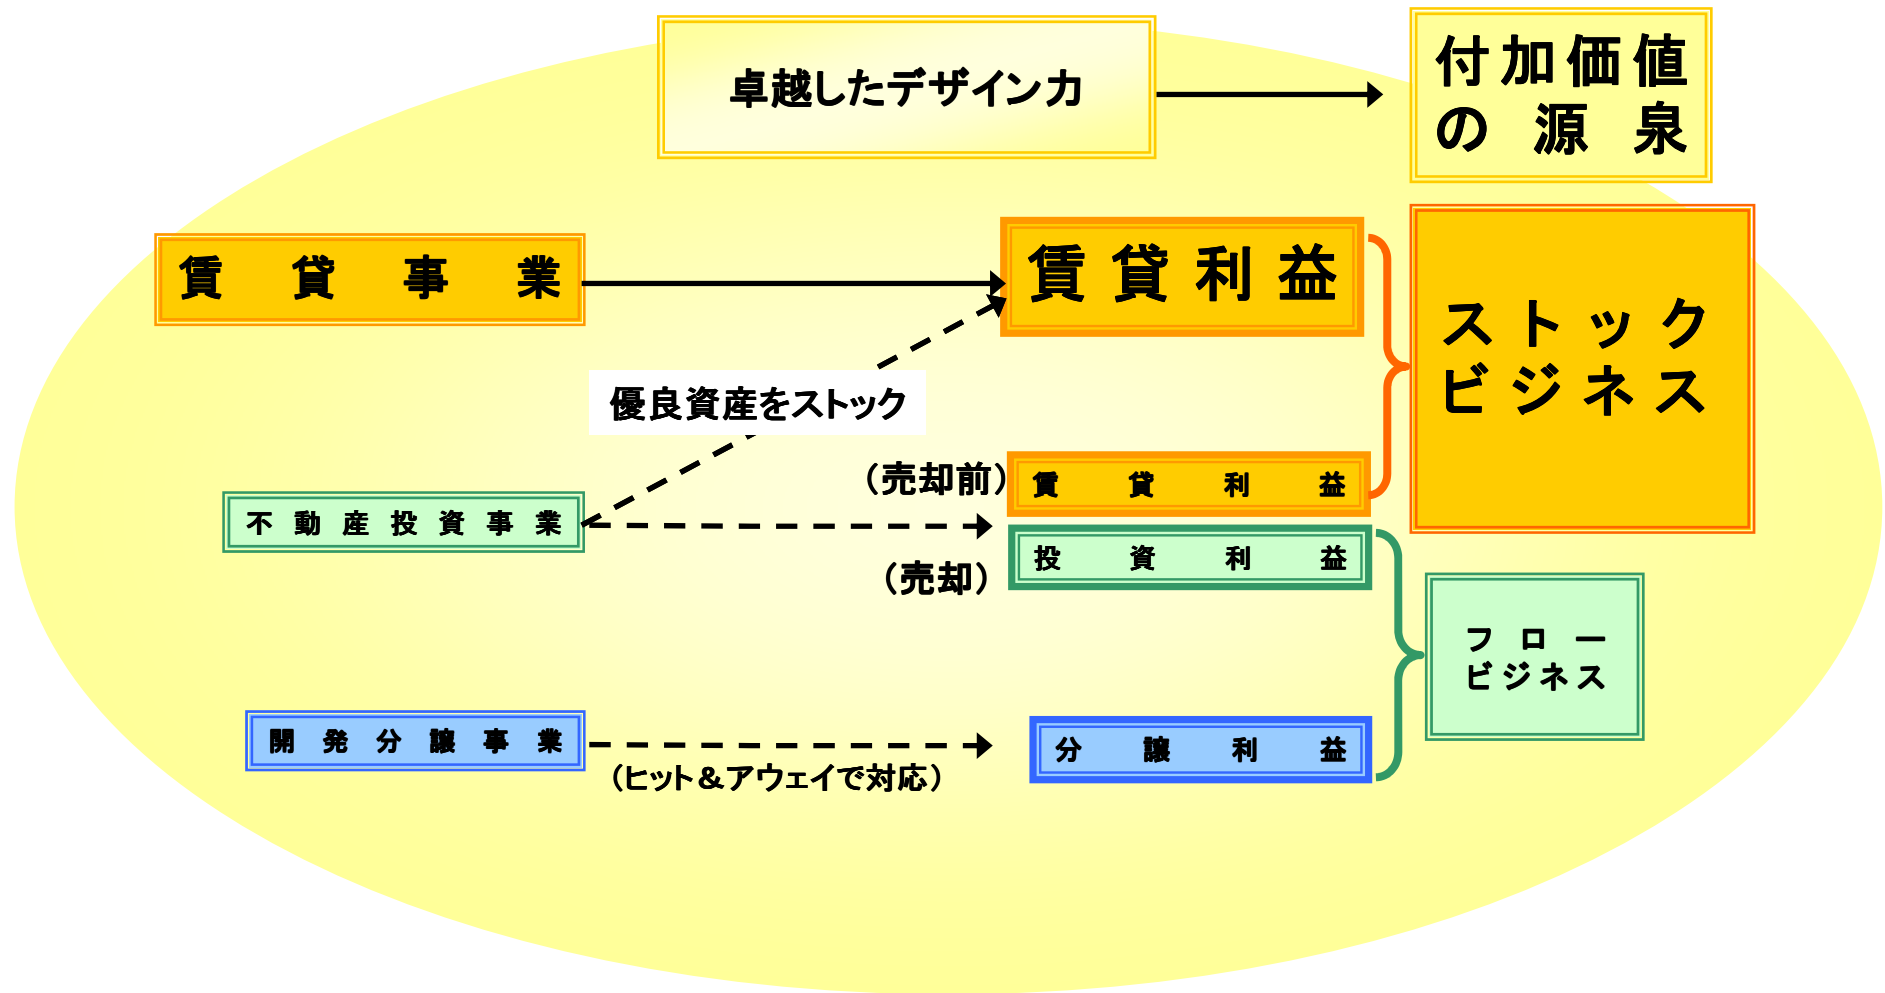 卓越したデザイン力
付加価値
の源泉
賃貸事業
賃貸利益
ストック
ビジネス
優良資産をストック
（売却前）
賃貸利益
不動産投資事業
投資利益
（売却）
フロー
ビジネス
開発分譲事業
分譲利益
（ヒット＆アウェイで対応）